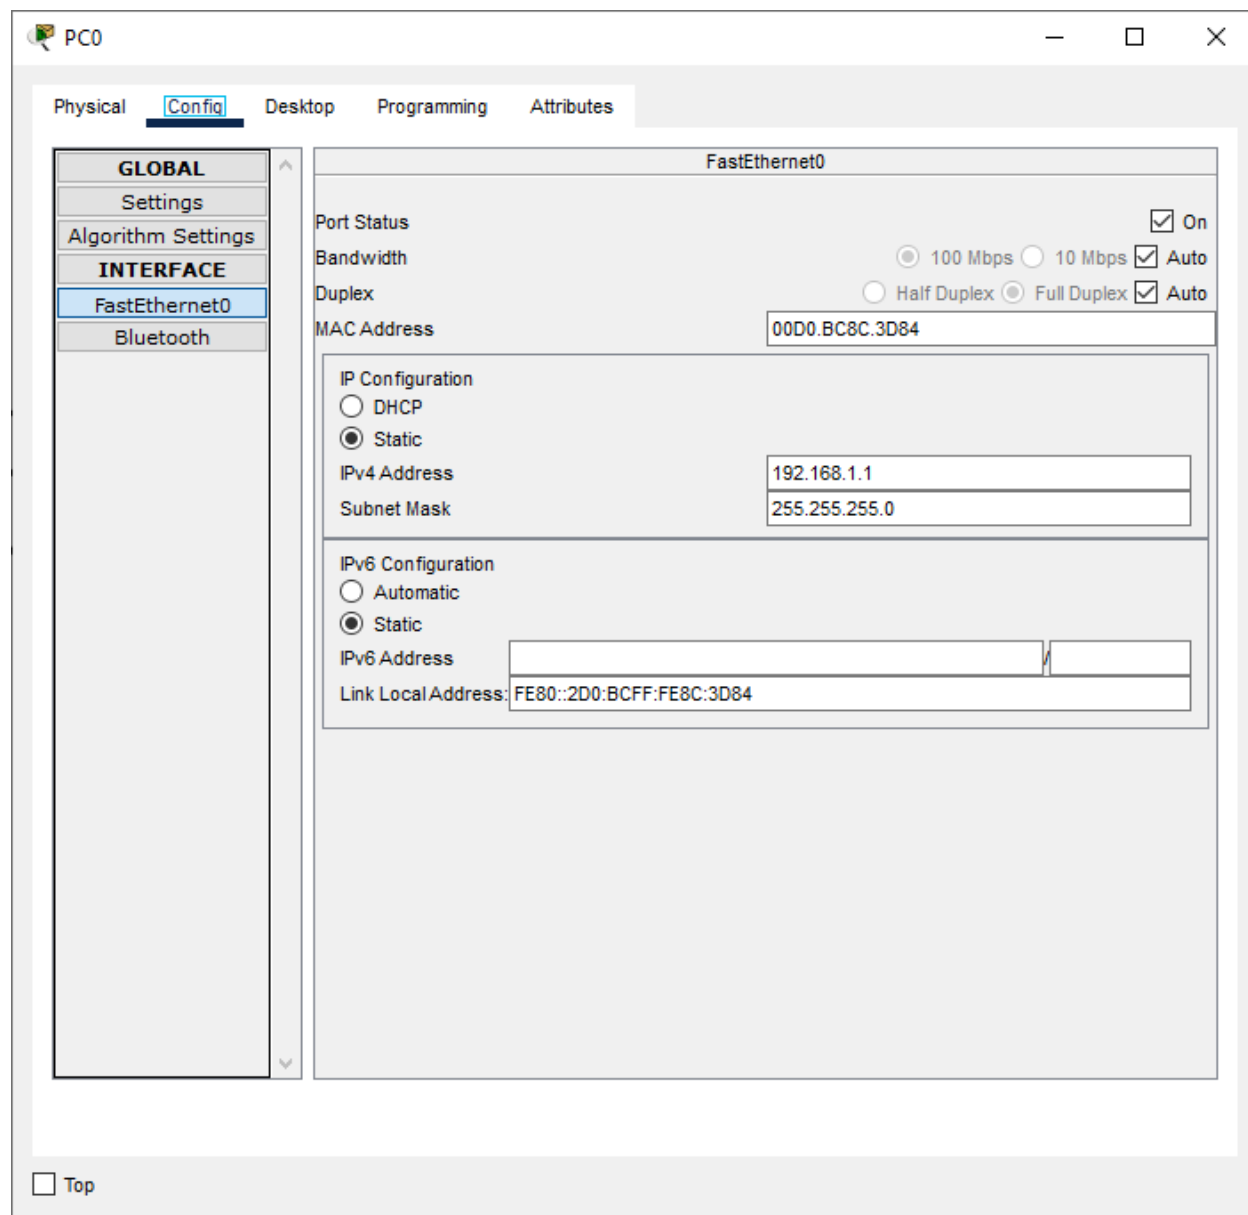 PC0
Physical Config Desktop Programming Attributes
GLOBAL
Settings
Algorithm Settings
INTERFACE
FastEthernet0
Bluetooth
FastEthernet0
Port Status On
Bandwidth 100 Mbps 10 Mbps Auto
Duplex Half Duplex Full Duplex Auto
MAC Address 00D0.BC8C.3D84
IP Configuration
DHCP
Static
IPv4 Address 192.168.1.1
Subnet Mask 255.255.255.0
IPv6 Configuration
Automatic
Static
IPv6 Address /
Link Local Address: FE80::2D0:BCFF:FE8C:3D84
Top